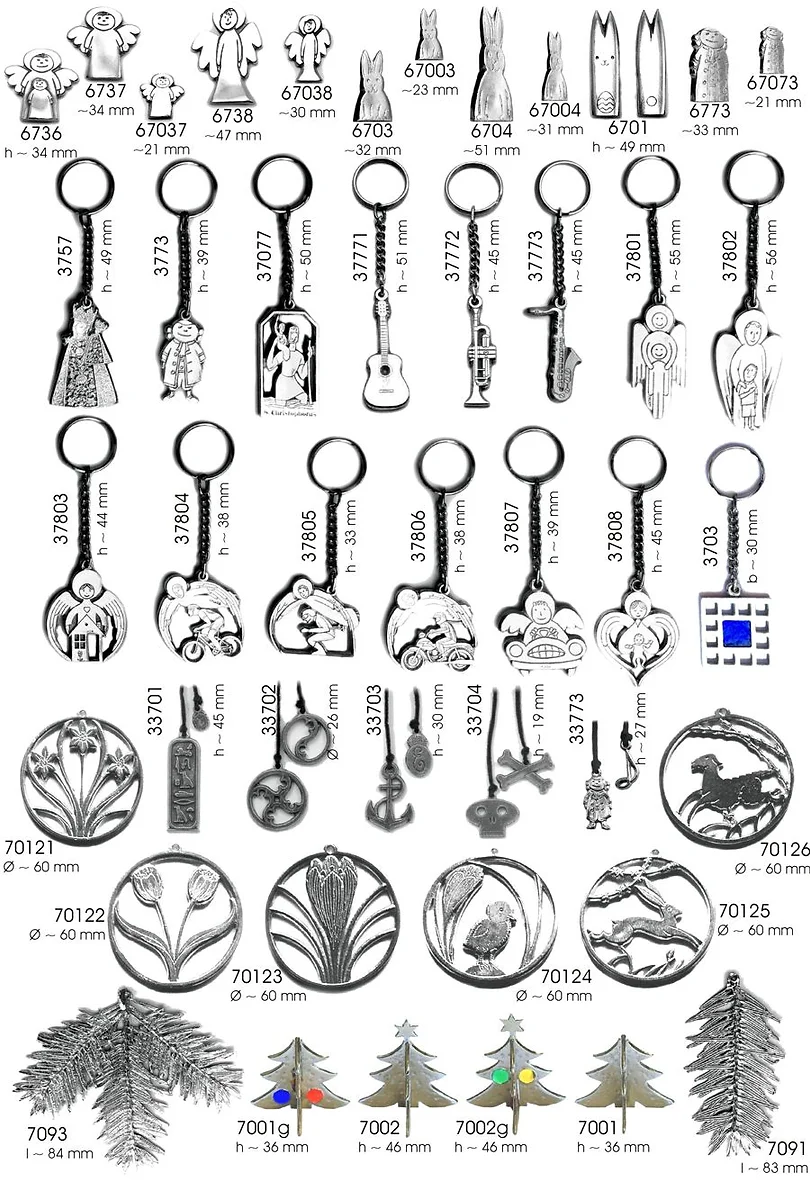 6736
h ~ 34 mm
6737
~34 mm
67037
~21 mm
6738
~47 mm
67038
~30 mm
6703
~32 mm
67003
~23 mm
6704
~51 mm
67004
~31 mm
6701
h ~ 49 mm
6773
~33 mm
67073
~21 mm
3757
h ~ 49 mm
3773
h ~ 39 mm
37077
h ~ 50 mm
S. Christophorus
37771
h ~ 51 mm
37772
h ~ 45 mm
37773
h ~ 45 mm
37801
h ~ 55 mm
37802
h ~ 56 mm
37803
h ~ 44 mm
37804
h ~ 38 mm
37805
h ~ 33 mm
37806
h ~ 38 mm
37807
h ~ 39 mm
37808
h ~ 45 mm
3703
b ~ 30 mm
33701
h ~ 45 mm
33702
Ø ~ 26 mm
33703
h ~ 30 mm
33704
h ~ 19 mm
33773
h ~ 27 mm
70121
Ø ~ 60 mm
70126
Ø ~ 60 mm
70122
Ø ~ 60 mm
70123
Ø ~ 60 mm
70124
Ø ~ 60 mm
70125
Ø ~ 60 mm
7093
l ~ 84 mm
7001g
h ~ 36 mm
7002
h ~ 46 mm
7002g
h ~ 46 mm
7001
h ~ 36 mm
7091
l ~ 83 mm